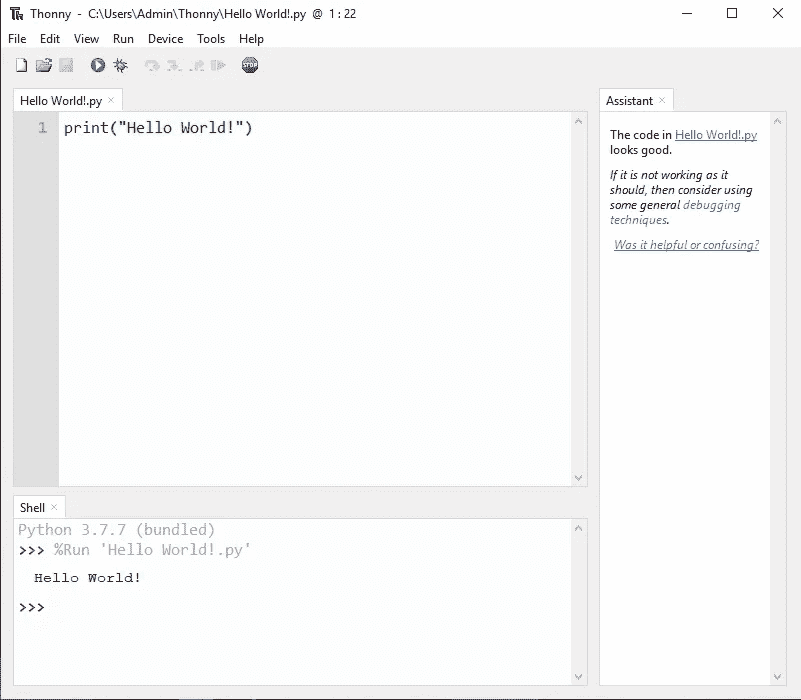 Thonny - C:\Users\Admin\Thonny\Hello World!.py @ 1:22
File Edit View Run Device Tools Help
STOP
Hello World!.py ×
1 print("Hello World!")
Shell ×
Python 3.7.7 (bundled)
>>> %Run 'Hello World!.py'
Hello World!
>>>
Assistant ×
The code in Hello World!.py
looks good.
If it is not working as it
should, then consider using
some general debugging
techniques.
Was it helpful or confusing?